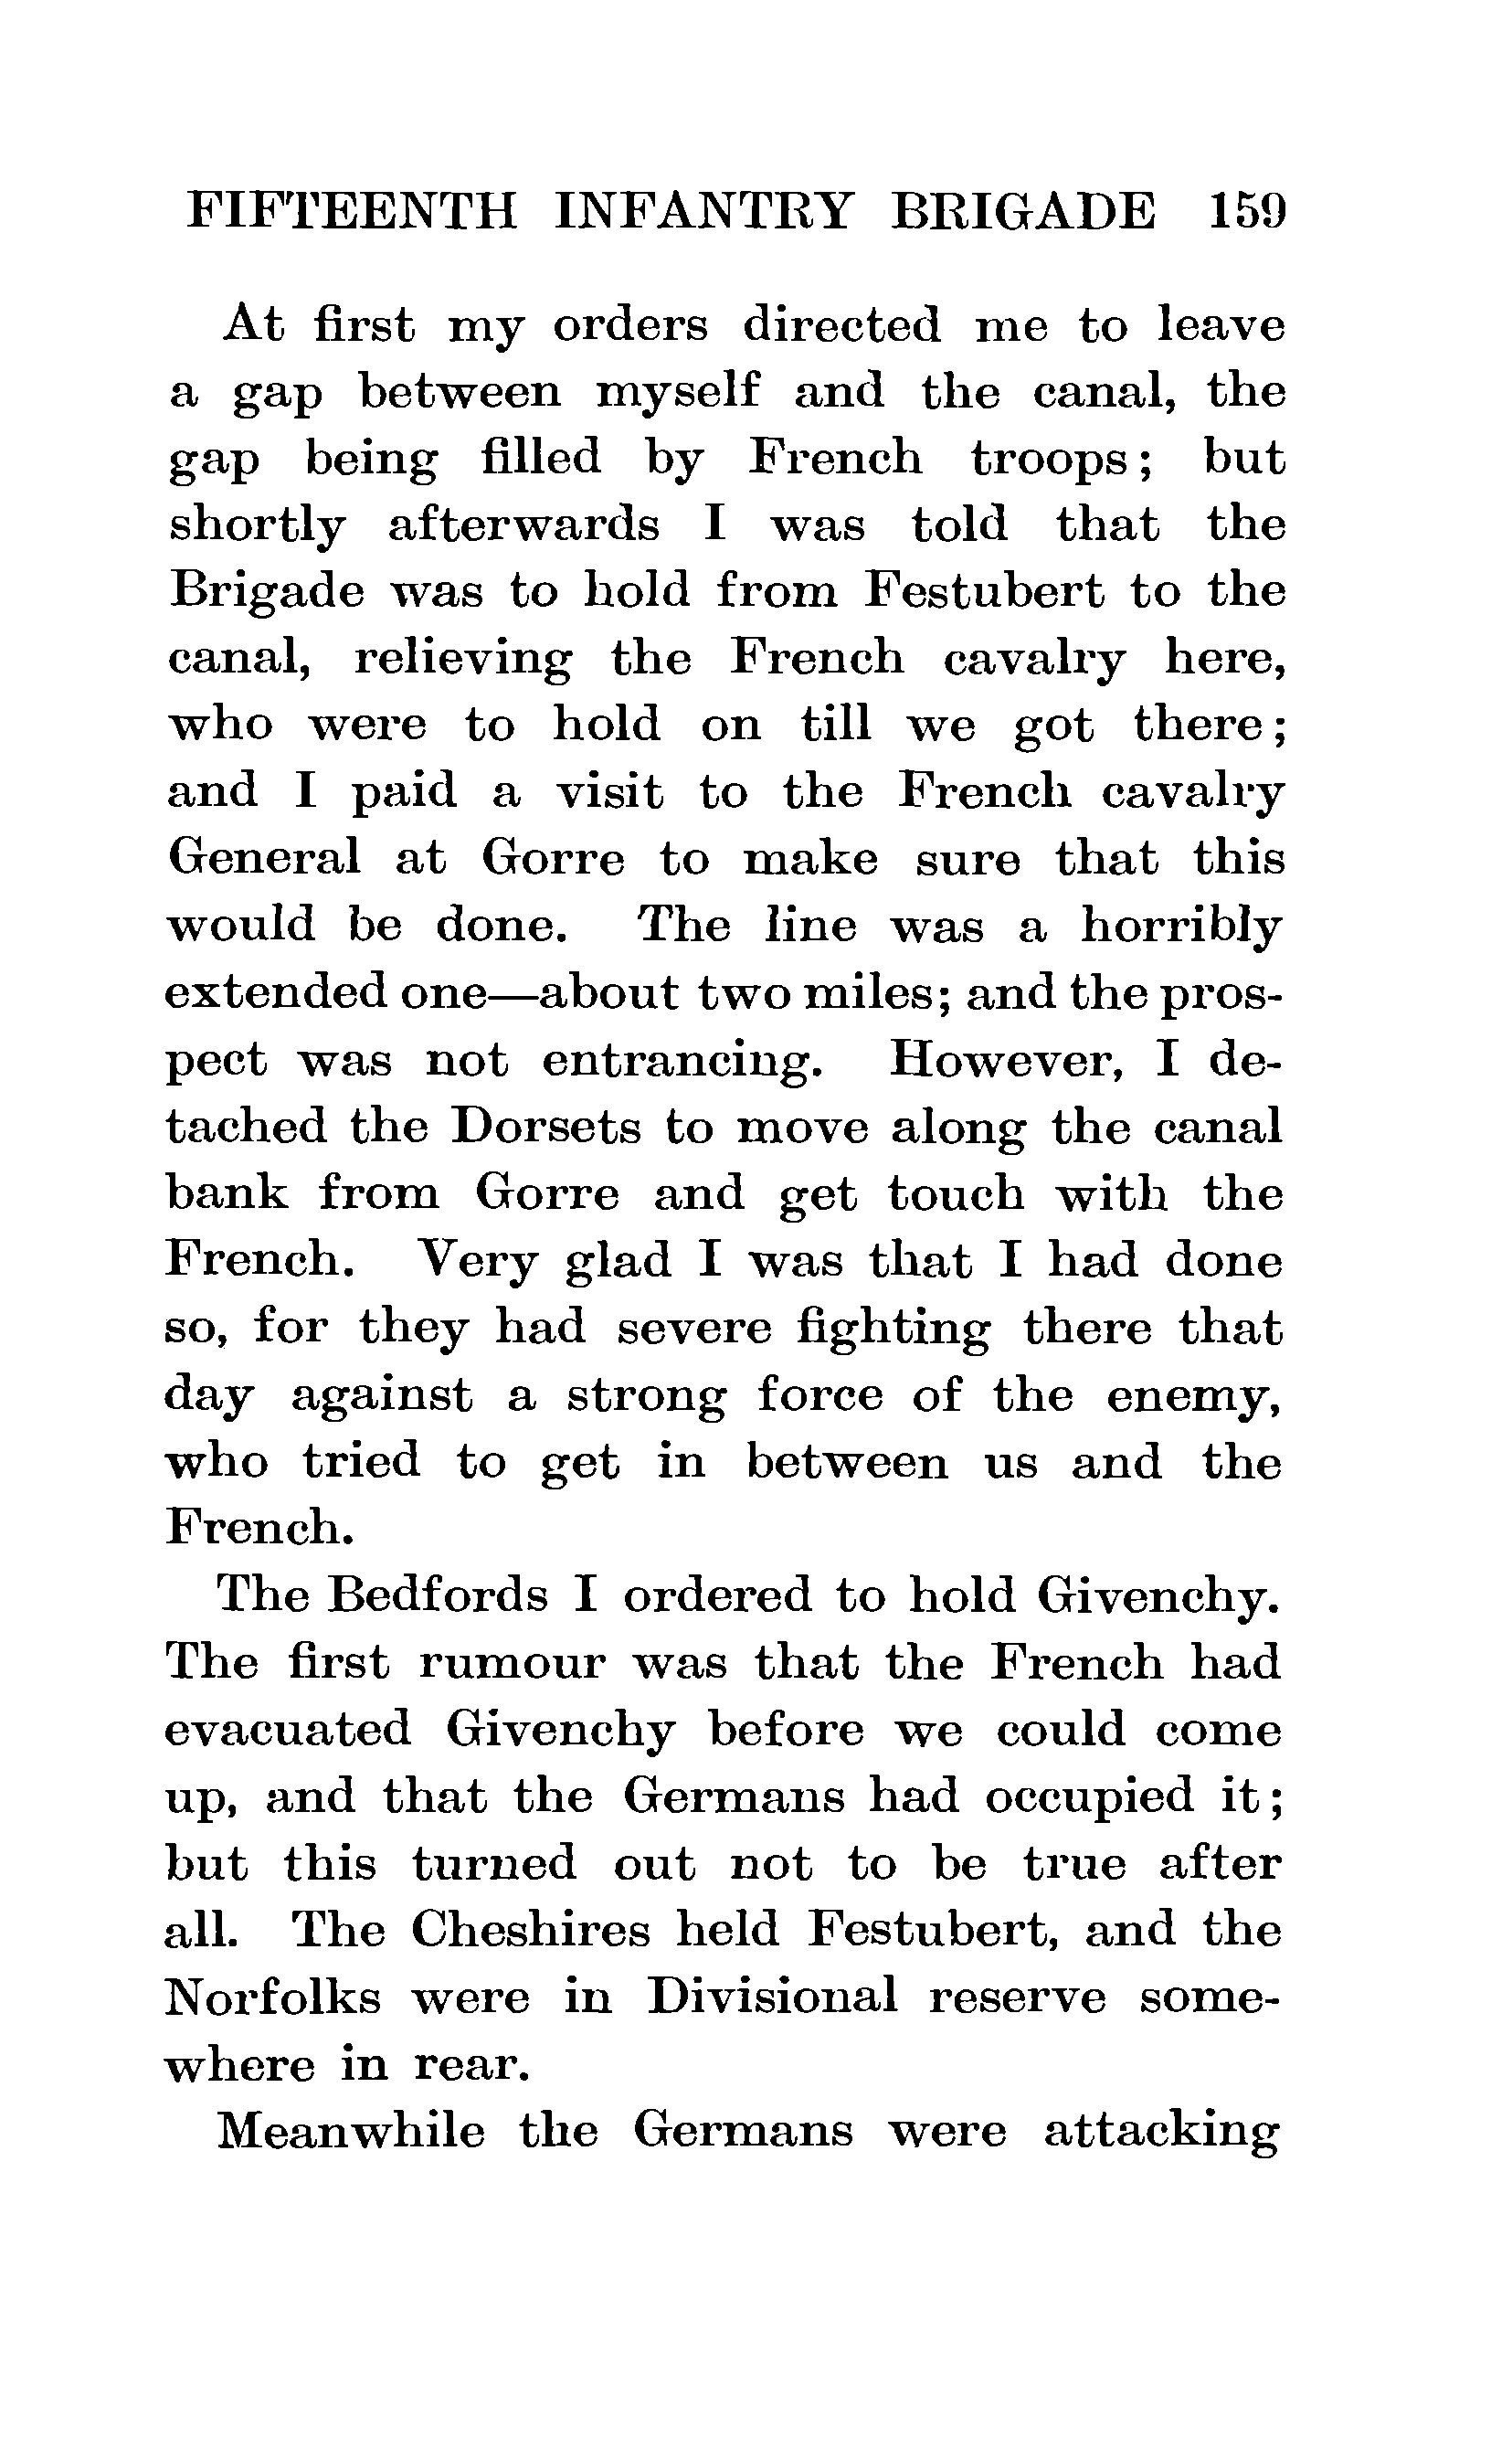 FIFTEENTH INFANTRY BRIGADE 159
At first my orders directed me to leave
a gap between myself and the canal, the
gap being filled by French troops; but
shortly afterwards I was told that the
Brigade was to hold from Festubert to the
canal, relieving the French cavalry here,
who were to hold on till we got there;
and I paid a visit to the French cavalry
General at Gorre to make sure that this
would be done. The line was a horribly
extended one—about two miles; and the pros-
pect was not entrancing. However, I de-
tached the Dorsets to move along the canal
bank from Gorre and get touch with the
French. Very glad I was that I had done
so, for they had severe fighting there that
day against a strong force of the enemy,
who tried to get in between us and the
French.
The Bedfords I ordered to hold Givenchy.
The first rumour was that the French had
evacuated Givenchy before we could come
up, and that the Germans had occupied it;
but this turned out not to be true after
all. The Cheshires held Festubert, and the
Norfolks were in Divisional reserve some-
where in rear.
Meanwhile the Germans were attacking